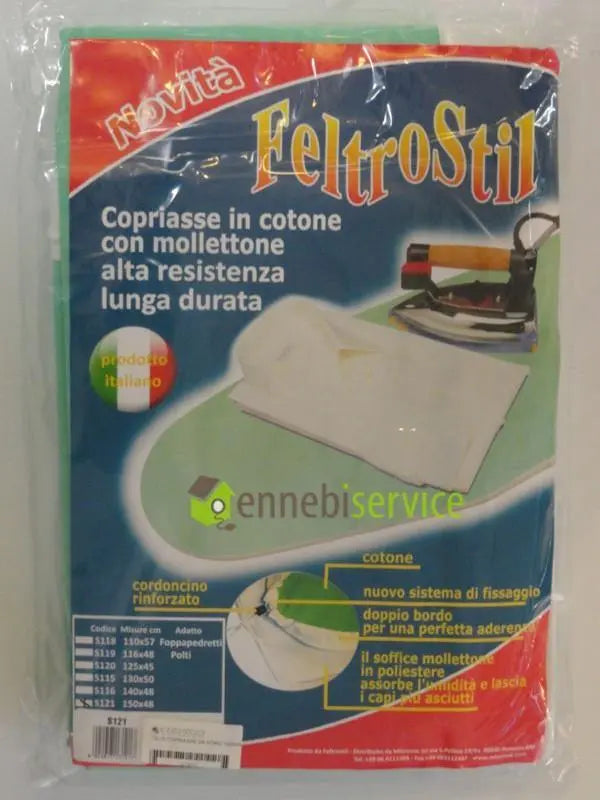 Novità
FeltroStil
Copriasse in cotone
con mollettone
alta resistenza
lunga durata
prodotto
italiano
ennebiservice
cotone
cordoncino
rinforzato
nuovo sistema di fissaggio
doppio bordo
per una perfetta aderenz
il soffice mollettone
in poliestere
assorbe l'umidità e lascia
i capi più asciutti
Codice Misure cm Adatto
S118 110x57 Foppapedretti
S119 116x48 Polti
S120 125x45
S115 130x50
S116 140x48
S121 150x48
S121